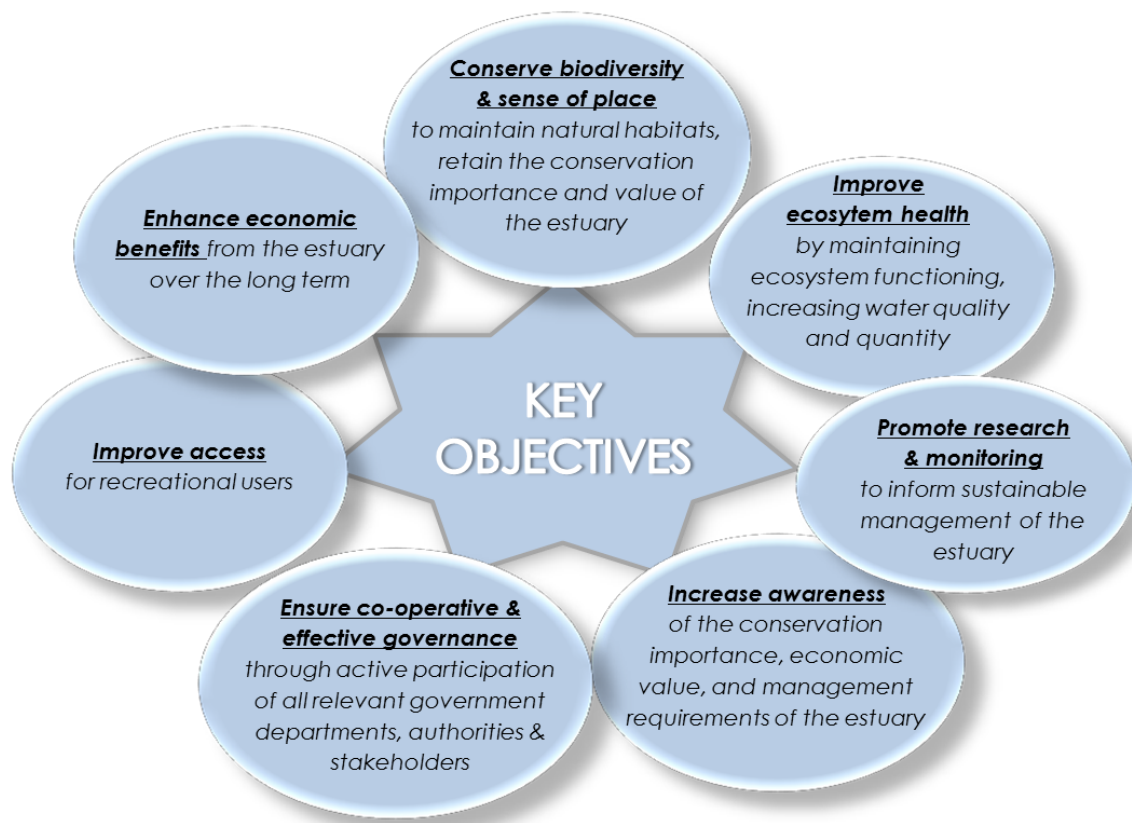 Conserve biodiversity
& sense of place
to maintain natural habitats,
retain the conservation
importance and value of
the estuary
Improve
ecosytem health
by maintaining
ecosystem functioning,
increasing water quality
and quantity
Promote research
& monitoring
to inform sustainable
management of the
estuary
Increase awareness
of the conservation
importance, economic
value, and management
requirements of the estuary
Ensure co-operative &
effective governance
through active participation
of all relevant government
departments, authorities &
stakeholders
Improve access
for recreational users
Enhance economic
benefits from the estuary
over the long term
KEY
OBJECTIVES